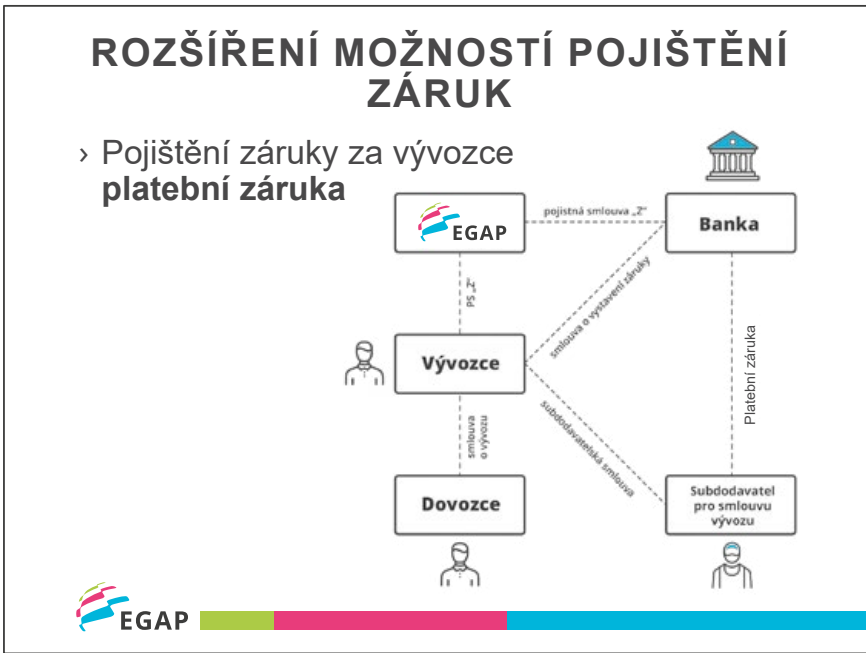 ROZŠÍŘENÍ MOŽNOSTÍ POJIŠTĚNÍ
ZÁRUK
› Pojištění záruky za vývozce
platební záruka
EGAP
pojistná smlouva „Z“
Banka
PS „Z“
smlouva o vystavení záruky
Platební záruka
Vývozce
smlouva
o vývozu
subdodavatelská smlouva
Dovozce
Subdodavatel
pro smlouvu
vývozu
EGAP